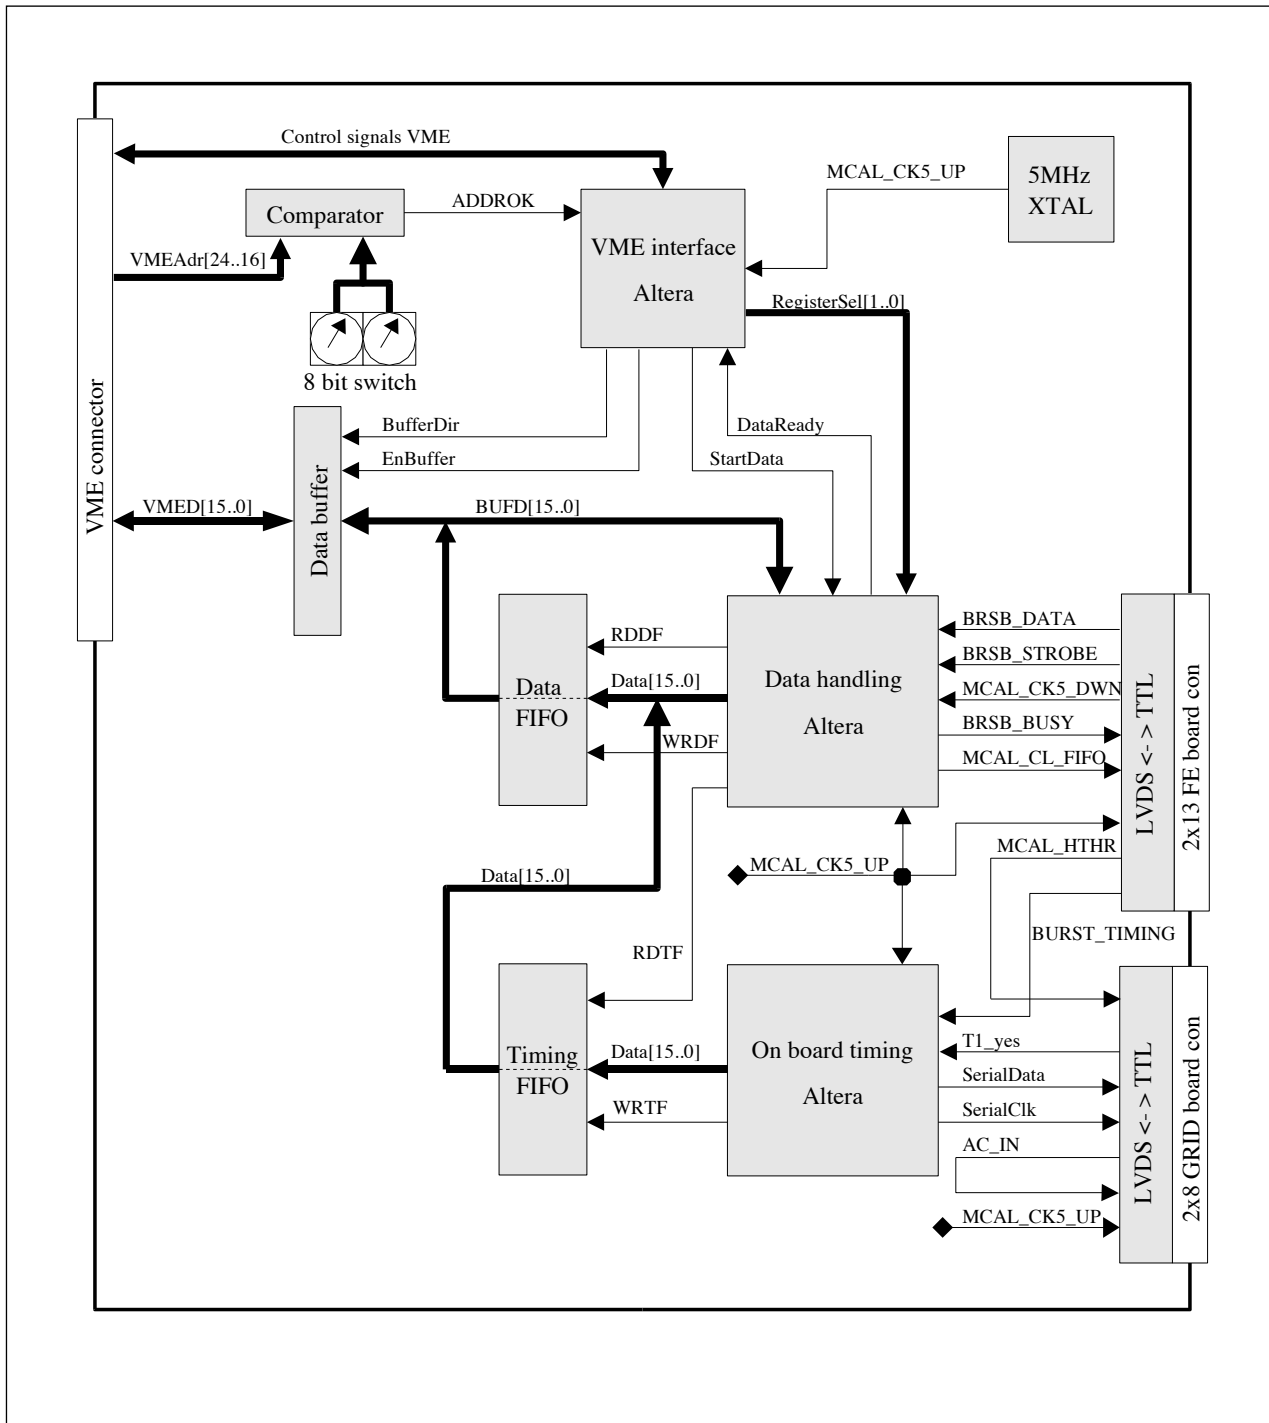 Control signals VME
MCAL_CK5_UP
5MHz
XTAL
Comparator
ADDROK
VME interface
Altera
VMEAdr[24..16]
RegisterSel[1..0]
8 bit switch
VME connector
BufferDir
DataReady
EnBuffer
StartData
Data buffer
VMED[15..0]
BUFD[15..0]
RDDF
Data[15..0]
Data
FIFO
WRDF
Data handling
Altera
BRSB_DATA
BRSB_STROBE
MCAL_CK5_DWN
BRSB_BUSY
MCAL_CL_FIFO
LVDS <-> TTL
2x13 FE board con
MCAL_HTHR
MCAL_CK5_UP
Data[15..0]
BURST_TIMING
RDTF
Timing
FIFO
Data[15..0]
WRTF
On board timing
Altera
T1_yes
SerialData
SerialClk
AC_IN
MCAL_CK5_UP
LVDS <-> TTL
2x8 GRID board con